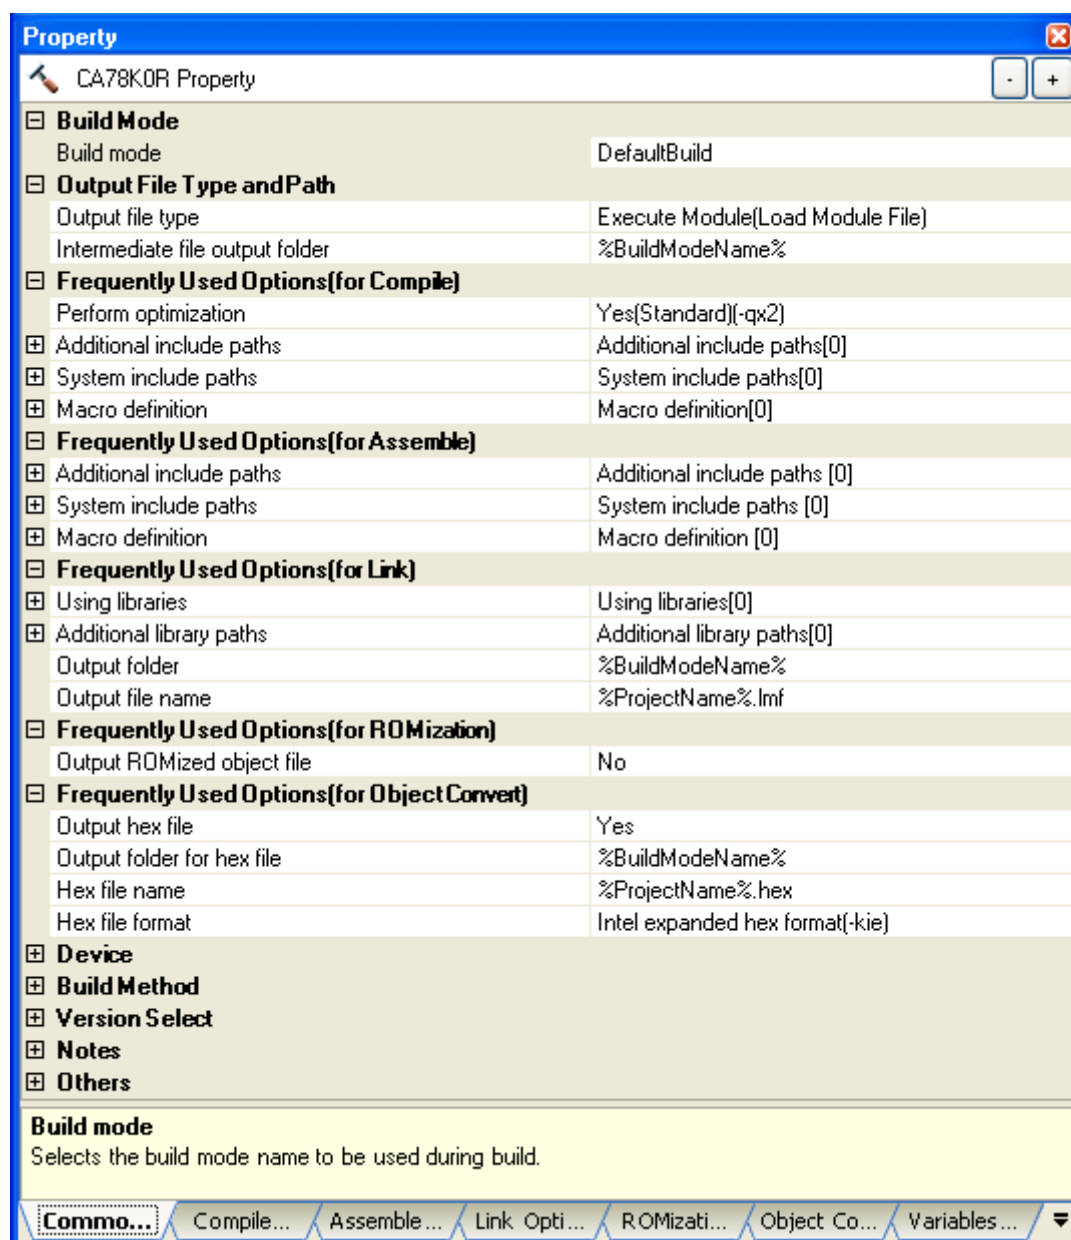 Property
CA78K0R Property
- +
Build Mode
Build mode DefaultBuild
Output File Type and Path
Output file type Execute Module(Load Module File)
Intermediate file output folder %BuildModeName%
Frequently Used Options(for Compile)
Perform optimization Yes(Standard)(-qx2)
Additional include paths Additional include paths[0]
System include paths System include paths[0]
Macro definition Macro definition[0]
Frequently Used Options(for Assemble)
Additional include paths Additional include paths [0]
System include paths System include paths [0]
Macro definition Macro definition [0]
Frequently Used Options(for Link)
Using libraries Using libraries[0]
Additional library paths Additional library paths[0]
Output folder %BuildModeName%
Output file name %ProjectName%.lmf
Frequently Used Options(for ROMization)
Output ROMized object file No
Frequently Used Options(for Object Convert)
Output hex file Yes
Output folder for hex file %BuildModeName%
Hex file name %ProjectName%.hex
Hex file format Intel expanded hex format(-kie)
Device
Build Method
Version Select
Notes
Others
Build mode
Selects the build mode name to be used during build.
Commo... Compile... Assemble ... Link Opti... ROMizati... Object Co... Variables ...